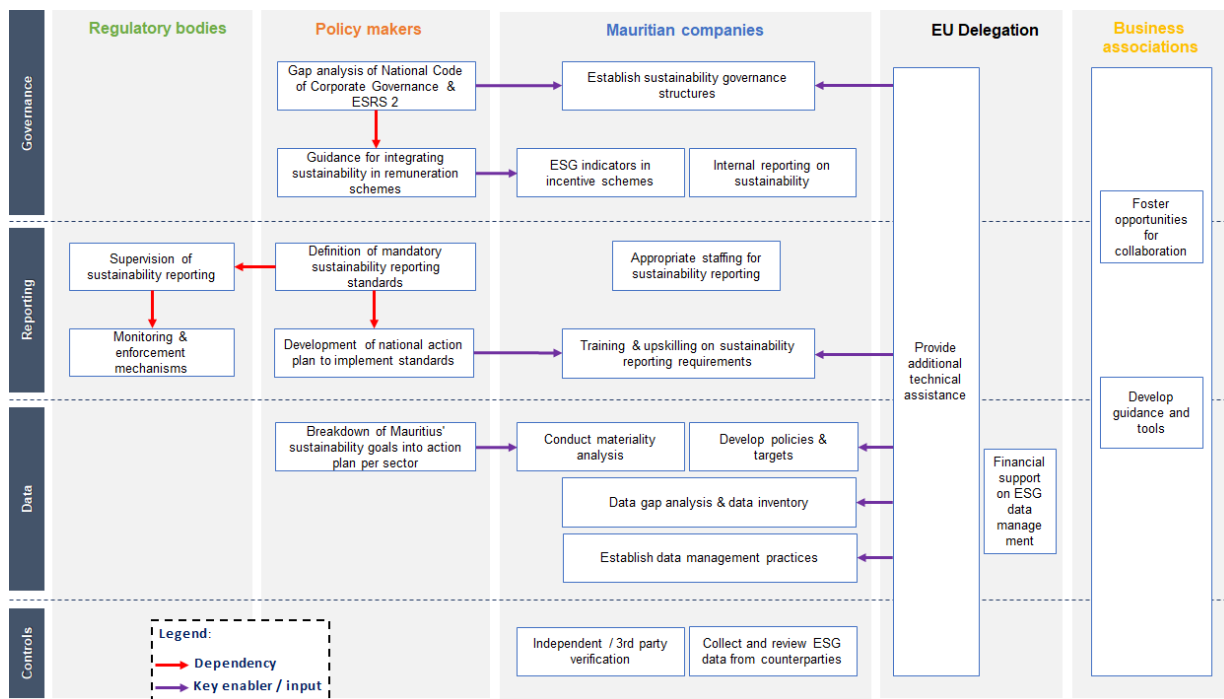 Regulatory bodies
Policy makers
Mauritian companies
EU Delegation
Business
associations
Governance
Gap analysis of National Code
of Corporate Governance &
ESRS 2
Establish sustainability governance
structures
Guidance for integrating
sustainability in remuneration
schemes
ESG indicators in
incentive schemes
Internal reporting on
sustainability
Foster
opportunities
for
collaboration
Reporting
Supervision of
sustainability reporting
Definition of mandatory
sustainability reporting
standards
Appropriate staffing for
sustainability reporting
Monitoring &
enforcement
mechanisms
Development of national action
plan to implement standards
Training & upskilling on sustainability
reporting requirements
Provide
additional
technical
assistance
Develop
guidance and
tools
Data
Breakdown of Mauritius'
sustainability goals into action
plan per sector
Conduct materiality
analysis
Develop policies &
targets
Data gap analysis & data inventory
Establish data management practices
Financial
support
on ESG
data
manage
ment
Controls
Independent / 3rd party
verification
Collect and review ESG
data from counterparties
Legend:
Dependency
Key enabler / input